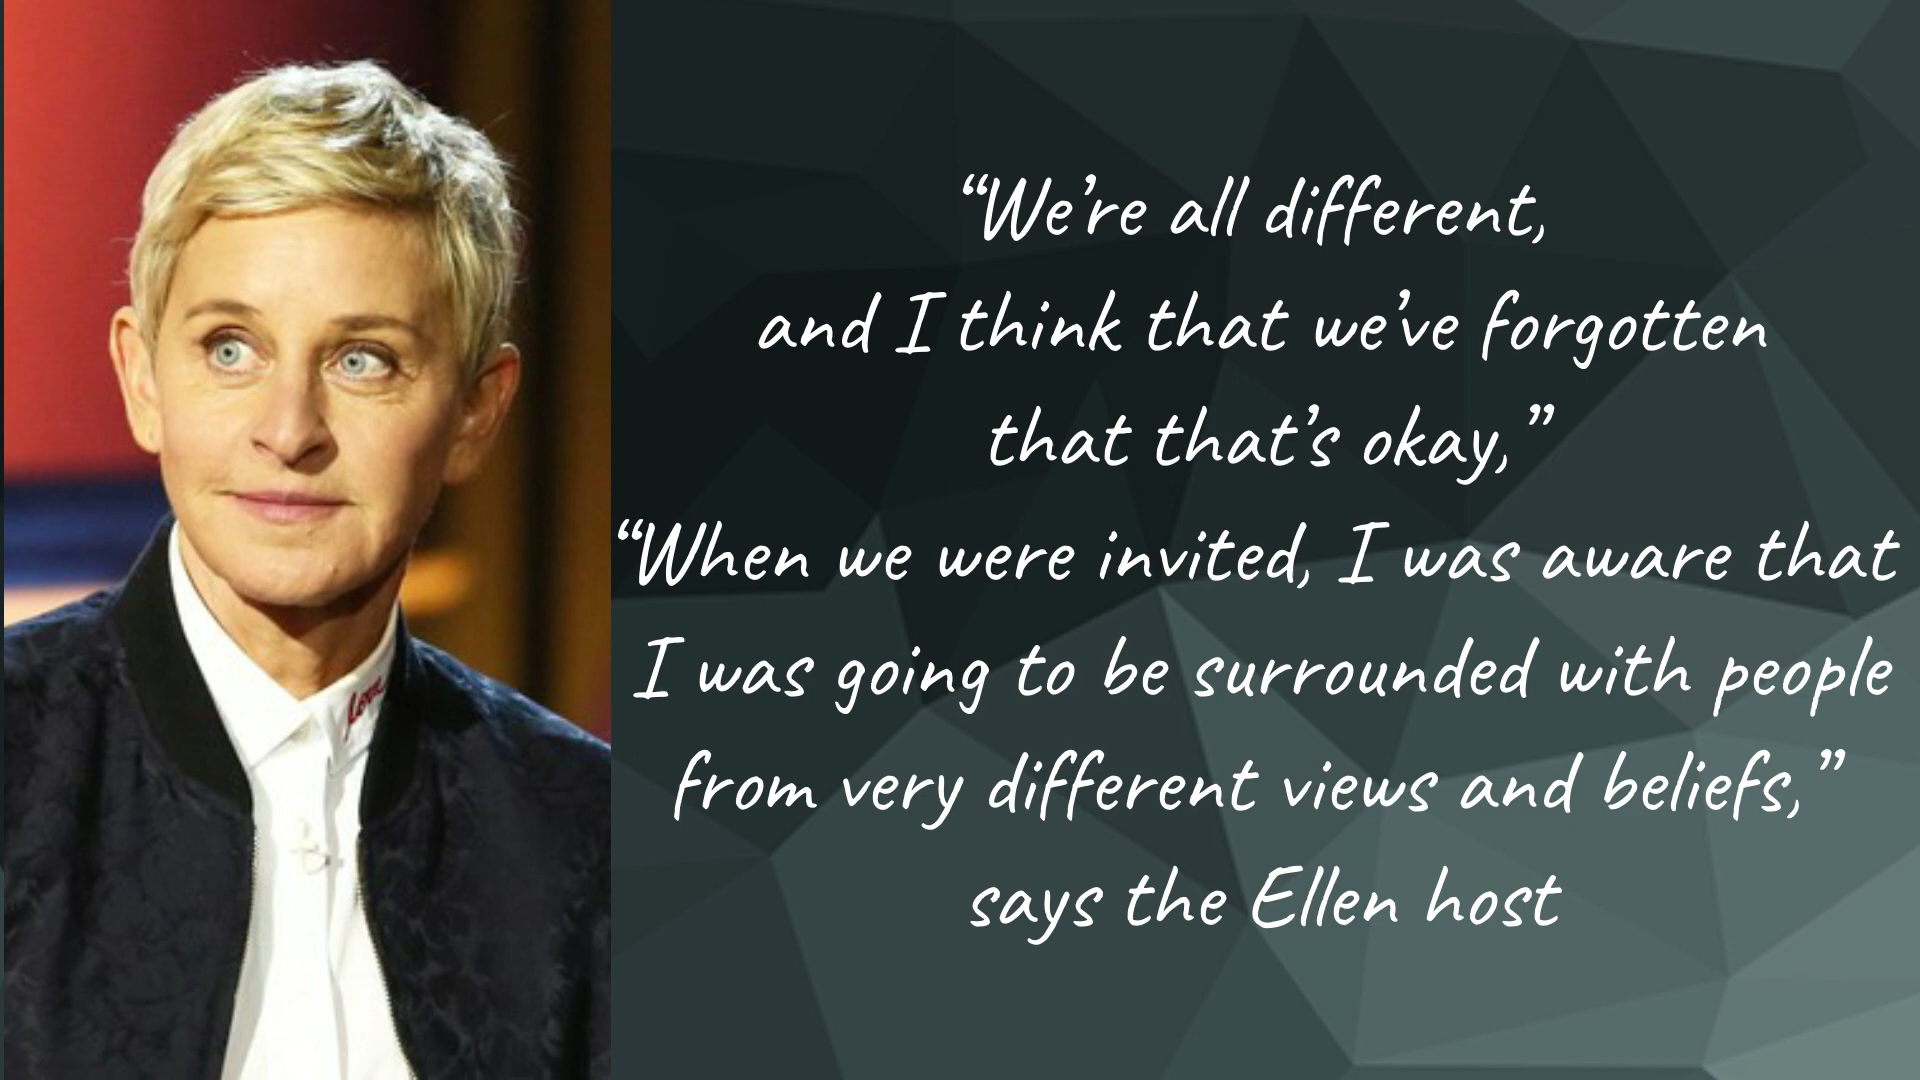 “We’re all different,
and I think that we’ve forgotten
that that’s okay,”
“When we were invited, I was aware that
I was going to be surrounded with people
from very different views and beliefs,”
says the Ellen host
love